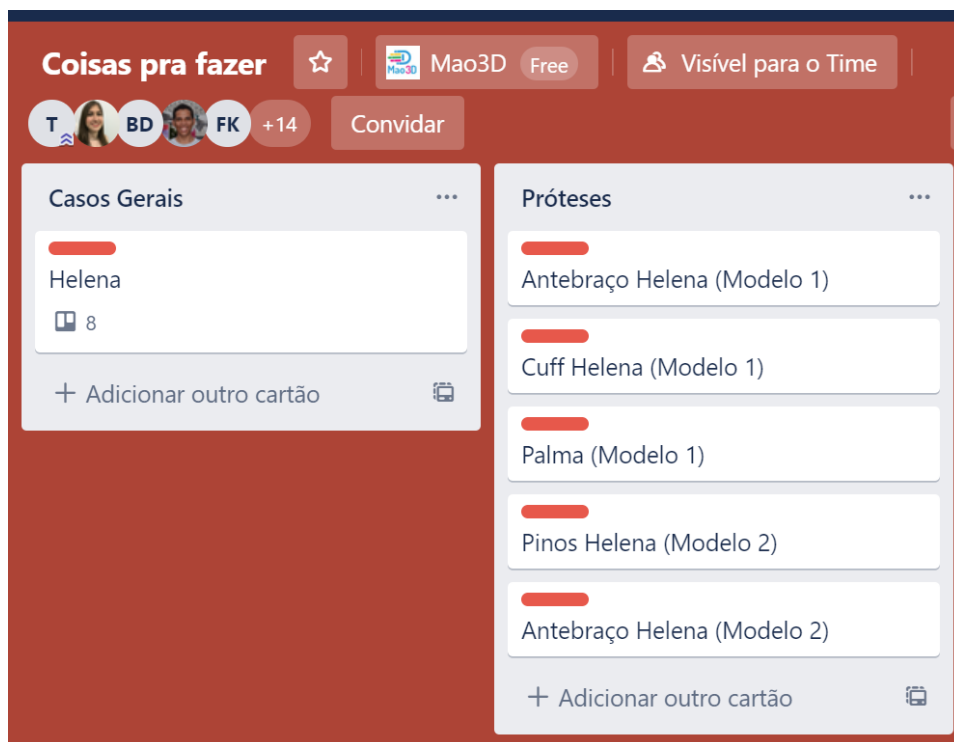 Coisas pra fazer
Mao3D
Mao3D Free
Visível para o Time
T
BD
FK
+14
Convidar
Casos Gerais
Helena
8
+ Adicionar outro cartão
Próteses
Antebraço Helena (Modelo 1)
Cuff Helena (Modelo 1)
Palma (Modelo 1)
Pinos Helena (Modelo 2)
Antebraço Helena (Modelo 2)
+ Adicionar outro cartão